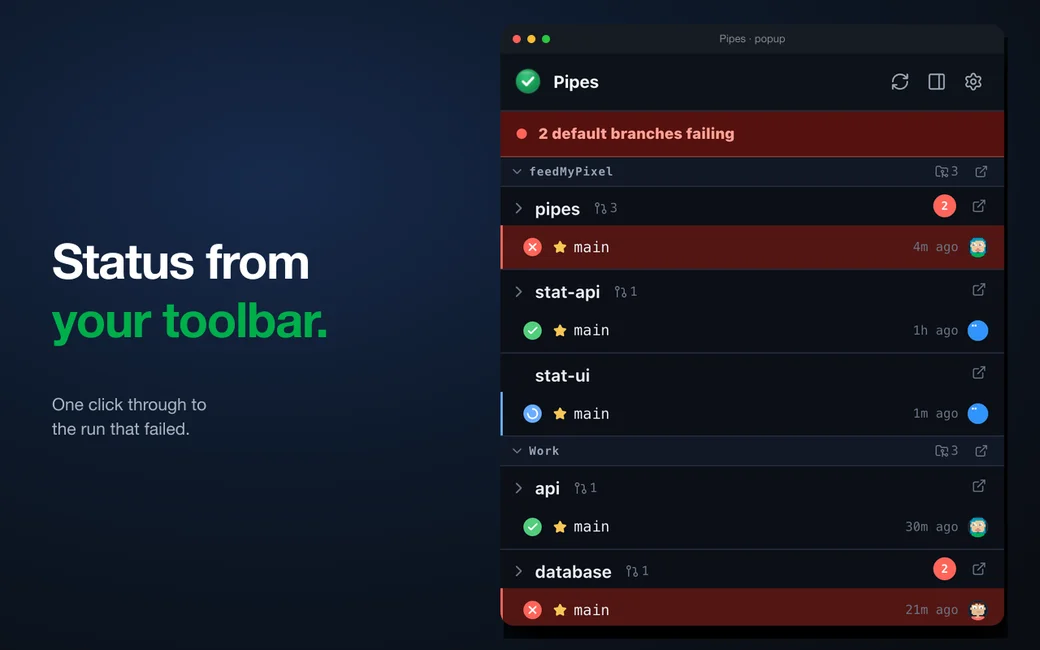 Pipes · popup
Pipes
2 default branches failing
feedMyPixel 3
pipes 3 2
main 4m ago
stat-api 1
main 1h ago
stat-ui
main 1m ago
Work 3
api 1
main 30m ago
database 1 2
main 21m ago
Status from
your toolbar.
One click through to
the run that failed.